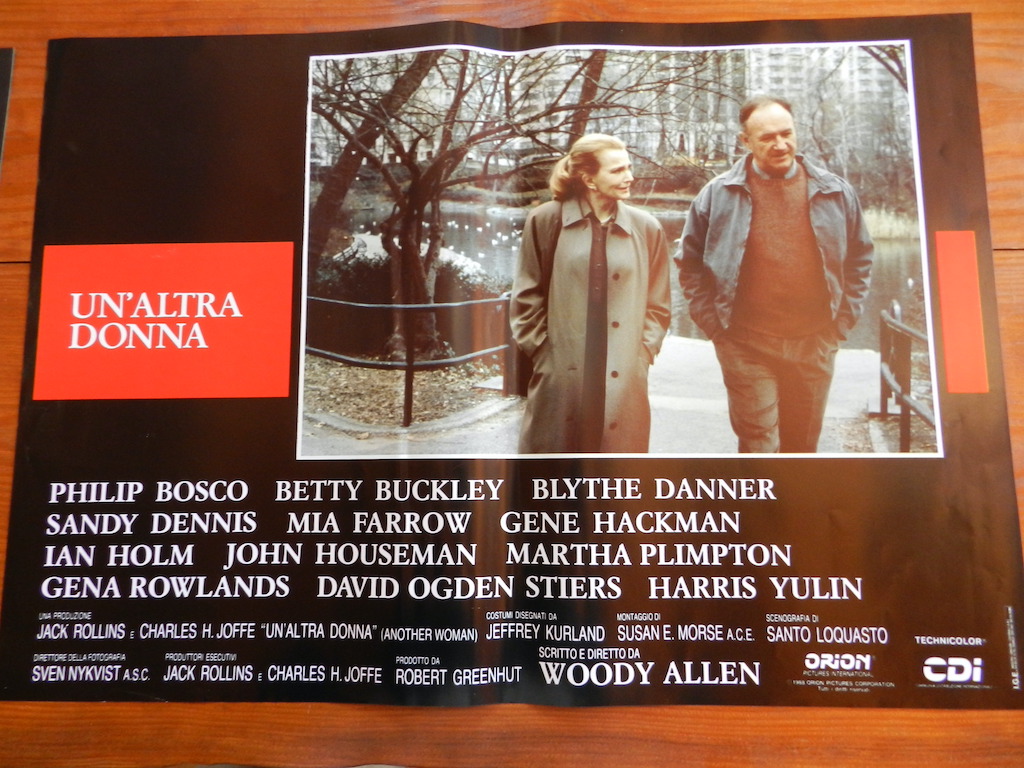 UN'ALTRA
DONNA
PHILIP BOSCO BETTY BUCKLEY BLYTHE DANNER
SANDY DENNIS MIA FARROW GENE HACKMAN
IAN HOLM JOHN HOUSEMAN MARTHA PLIMPTON
GENA ROWLANDS DAVID OGDEN STIERS HARRIS YULIN
UNA PRODUZIONE
JACK ROLLINS E CHARLES H. JOFFE "UN'ALTRA DONNA" (ANOTHER WOMAN)
COSTUMI DISEGNATI DA
JEFFREY KURLAND
MONTAGGIO DI
SUSAN E. MORSE A.C.E.
SCENOGRAFIA DI
SANTO LOQUASTO
DIRETTORE DELLA FOTOGRAFIA
SVEN NYKVIST A.S.C.
PRODUTTORI ESECUTIVI
JACK ROLLINS E CHARLES H. JOFFE
PRODOTTO DA
ROBERT GREENHUT
SCRITTO E DIRETTO DA
WOODY ALLEN
ORION
PICTURES INTERNATIONAL
ORION PICTURES CORPORATION
TECHNICOLOR
CDI